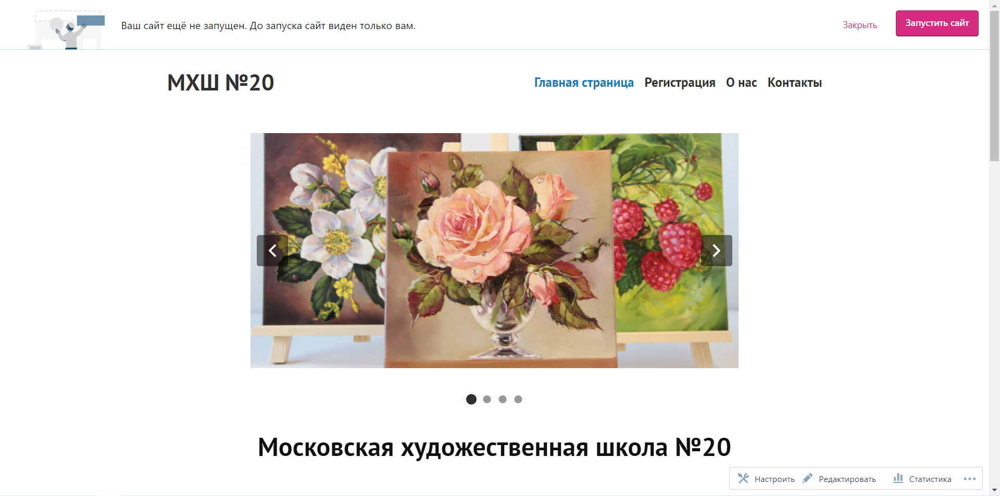 Ваш сайт ещё не запущен. До запуска сайт виден только вам.
Закрыть
Запустить сайт
МХШ №20
Главная страница
Регистрация
О нас
Контакты
Московская художественная школа №20
Настроить
Редактировать
Статистика